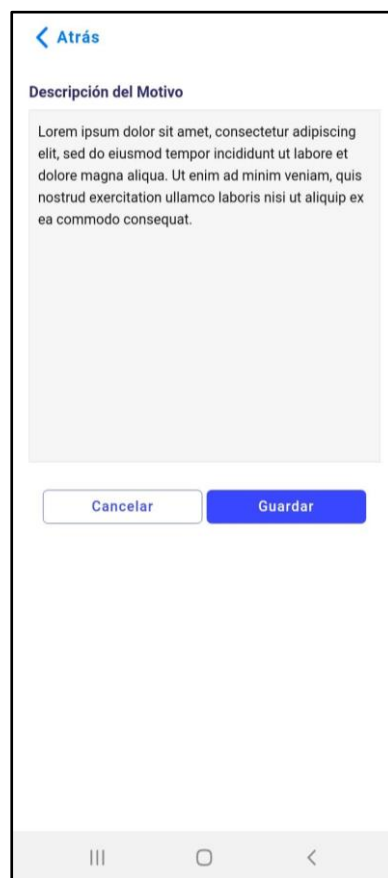 Atrás
Descripción del Motivo
Lorem ipsum dolor sit amet, consectetur adipiscing
elit, sed do eiusmod tempor incididunt ut labore et
dolore magna aliqua. Ut enim ad minim veniam, quis
nostrud exercitation ullamco laboris nisi ut aliquip ex
ea commodo consequat.
Cancelar
Guardar